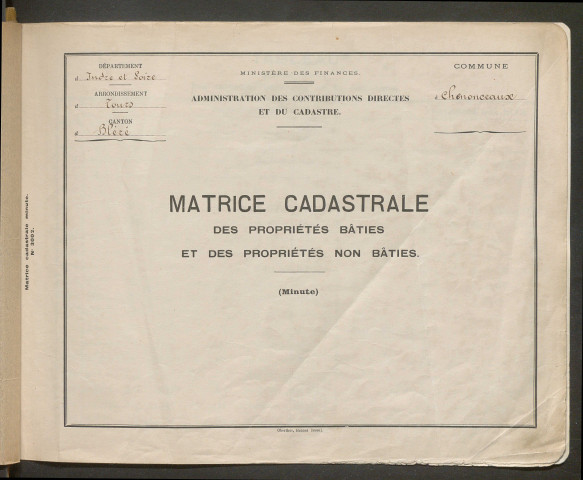 DÉPARTEMENT
d Indre et Loire
ARRONDISSEMENT
d Tours
CANTON
d Bléré
MINISTÈRE DES FINANCES.
ADMINISTRATION DES CONTRIBUTIONS DIRECTES
ET DU CADASTRE.
COMMUNE
d Chenonceaux
MATRICE CADASTRALE
DES PROPRIÉTÉS BÂTIES
ET DES PROPRIÉTÉS NON BÂTIES.
(Minute)
Matrice cadastrale minute.